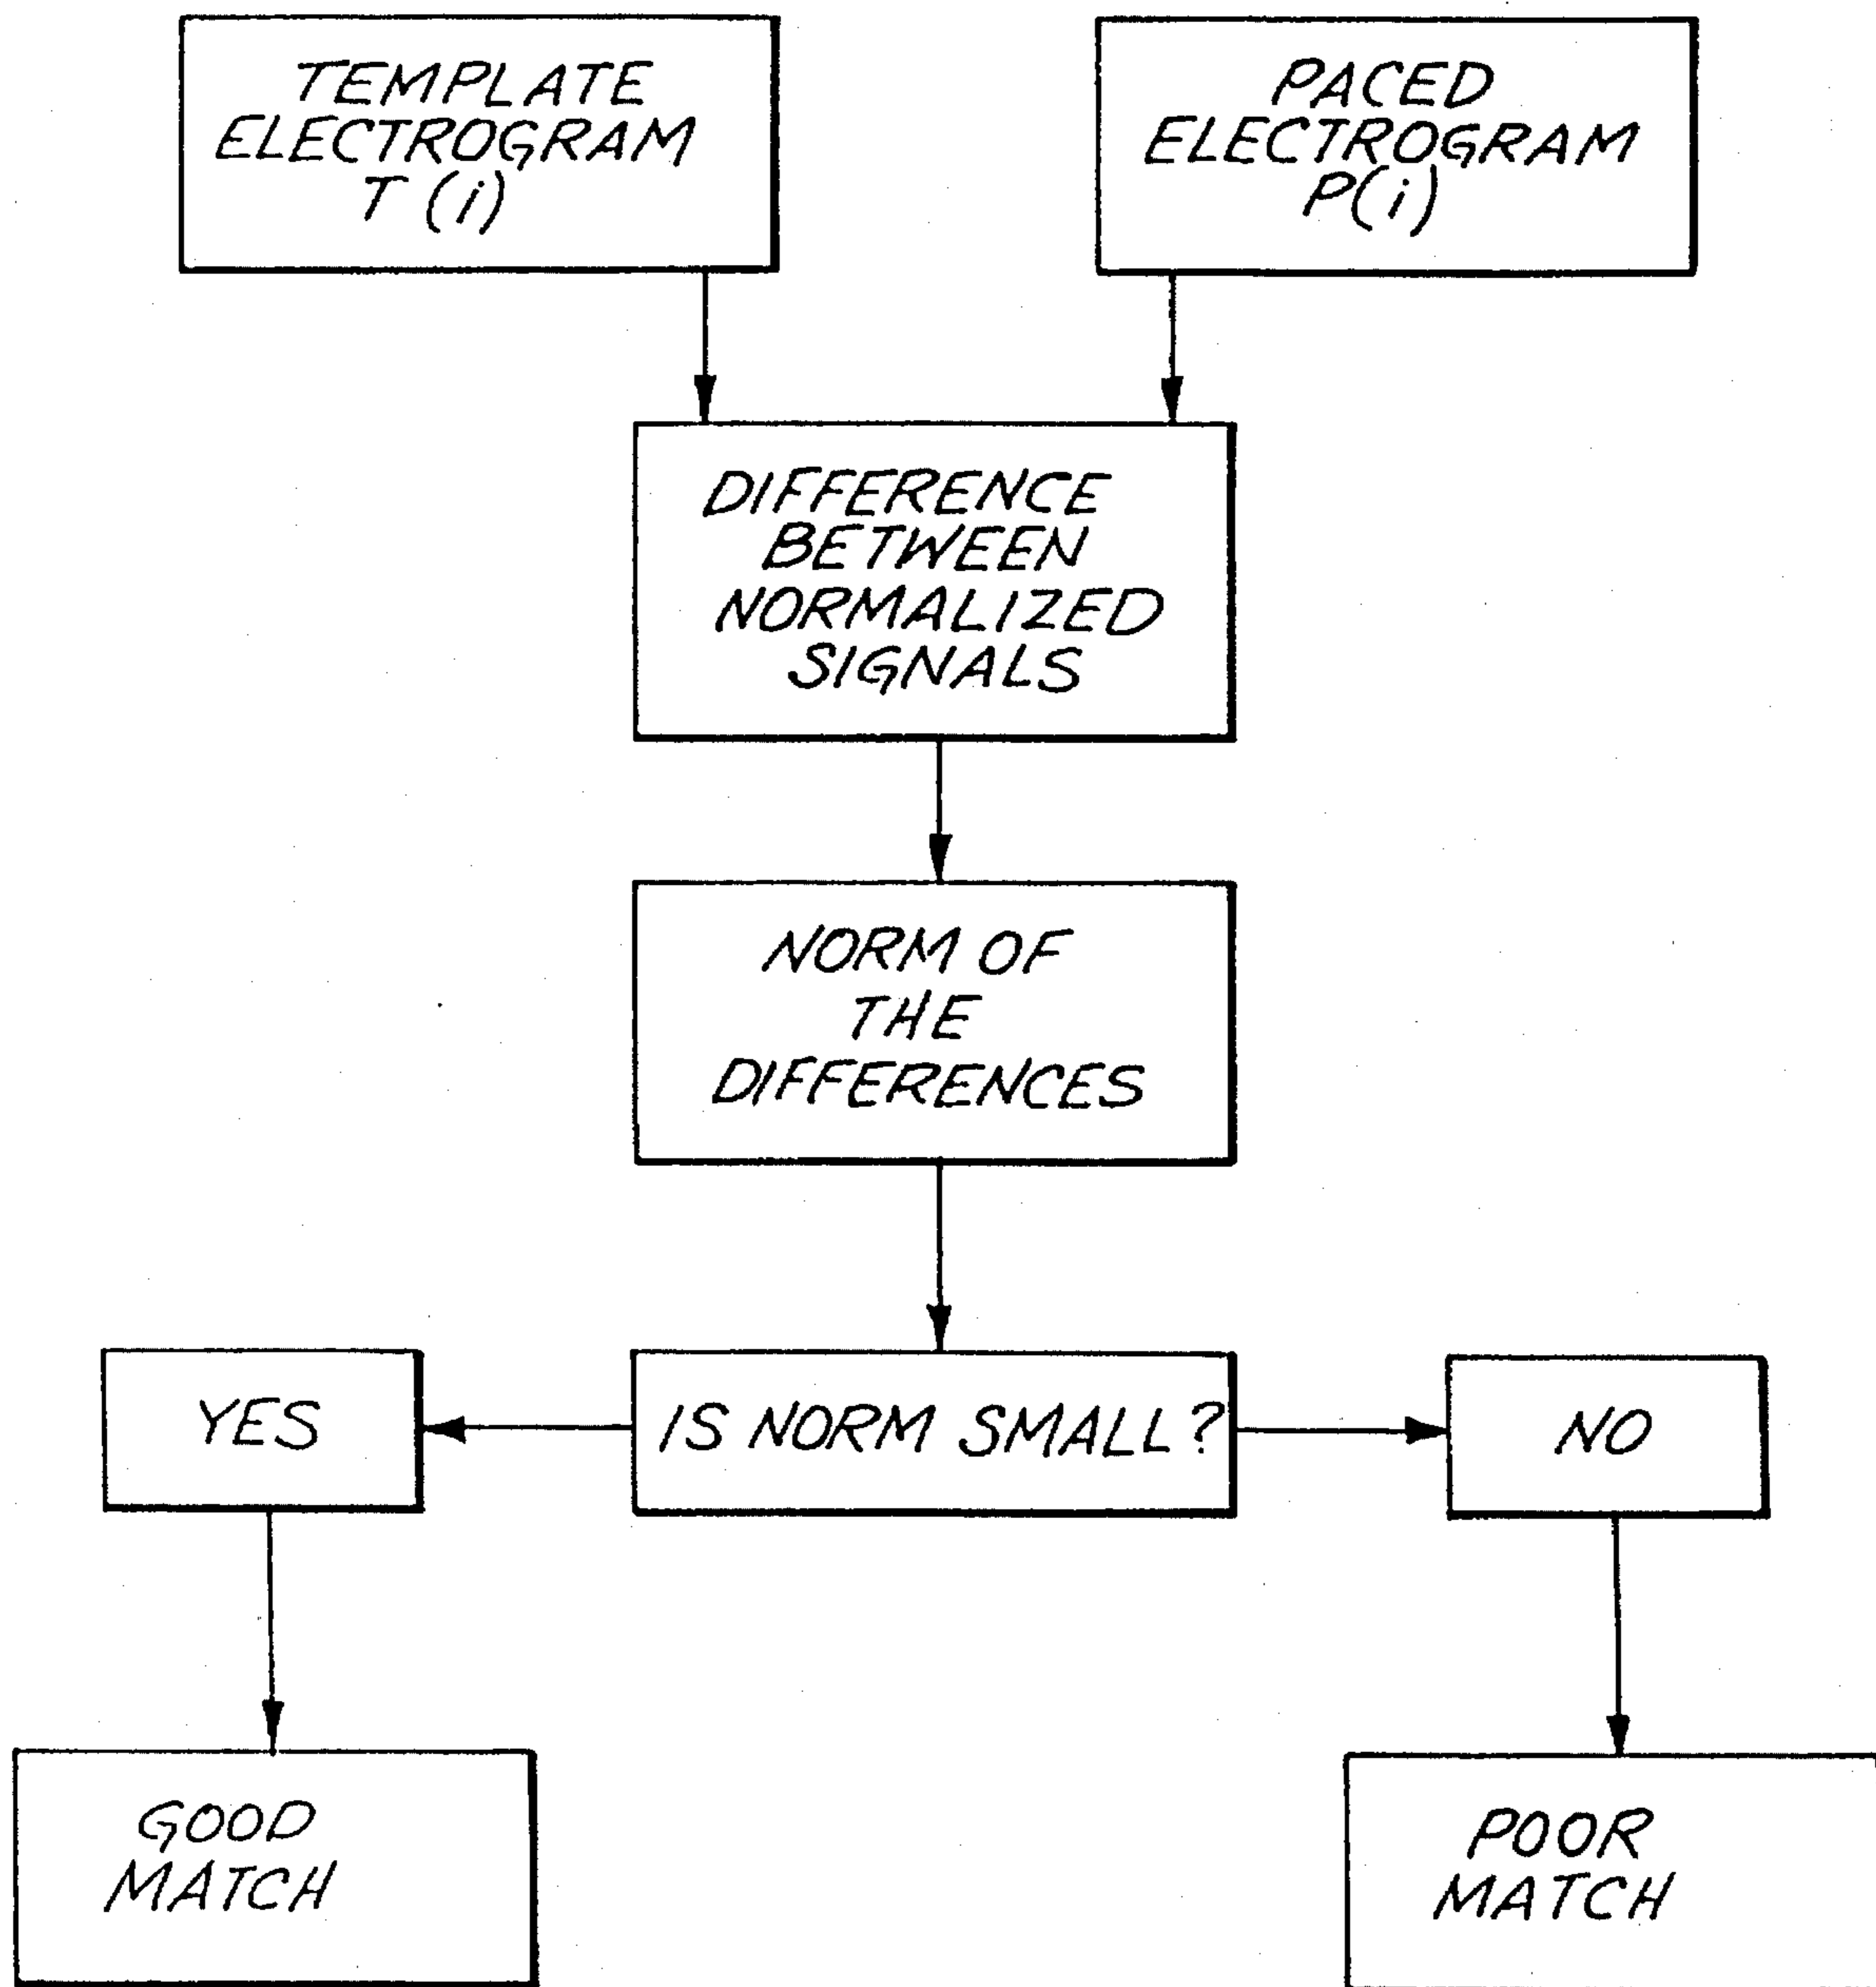 TEMPLATE
ELECTROGRAM
T (i)
PACED
ELECTROGRAM
P(i)
DIFFERENCE
BETWEEN
NORMALIZED
SIGNALS
NORM OF
THE
DIFFERENCES
YES
IS NORM SMALL?
NO
GOOD
MATCH
POOR
MATCH